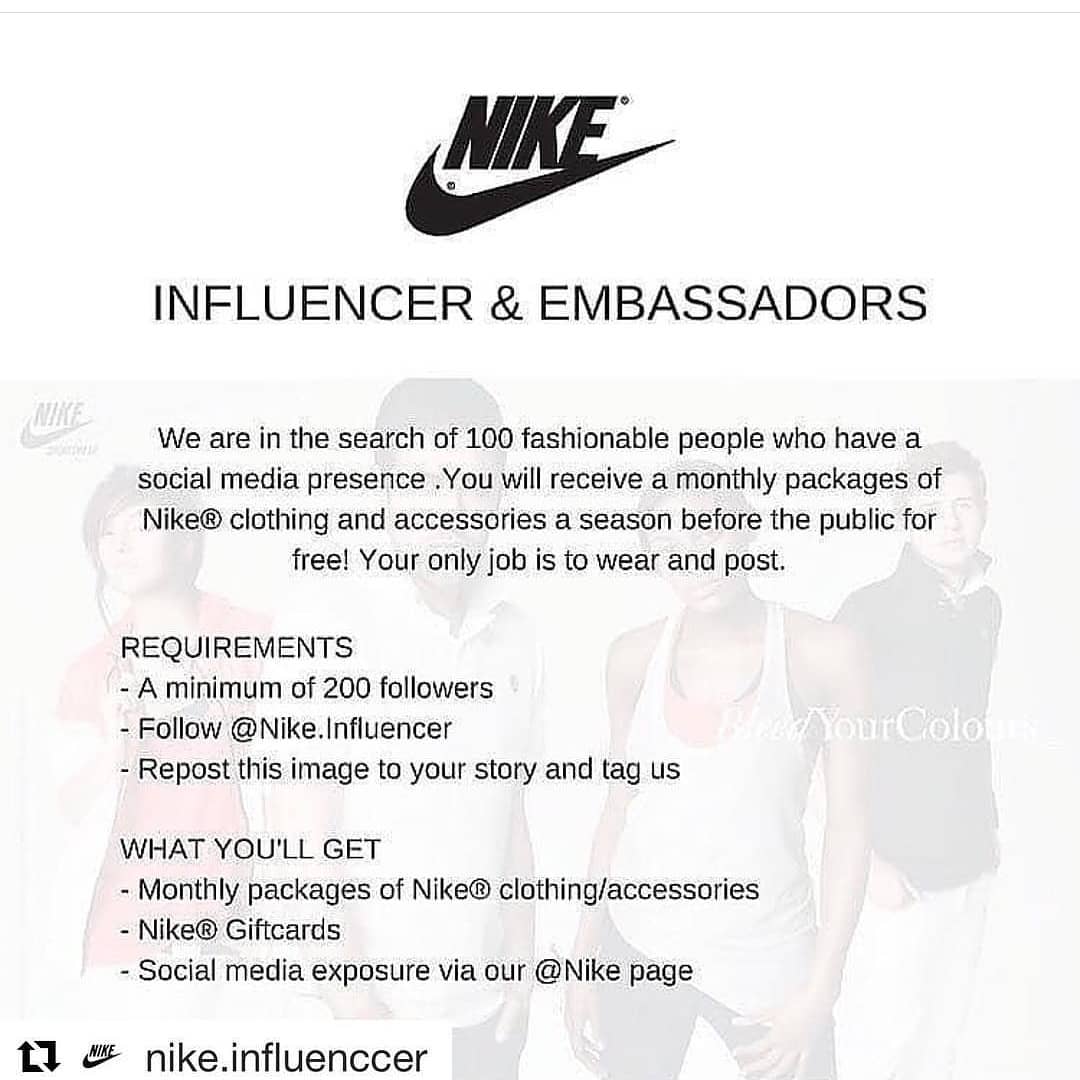 NIKE
INFLUENCER & EMBASSADORS
NIKE
We are in the search of 100 fashionable people who have a
social media presence .You will receive a monthly packages of
Nike® clothing and accessories a season before the public for
free! Your only job is to wear and post.
REQUIREMENTS
- A minimum of 200 followers
- Follow @Nike.Influencer
- Repost this image to your story and tag us
BleedYourColours
WHAT YOU'LL GET
- Monthly packages of Nike® clothing/accessories
- Nike® Giftcards
- Social media exposure via our @Nike page
NIKE nike.influenccer